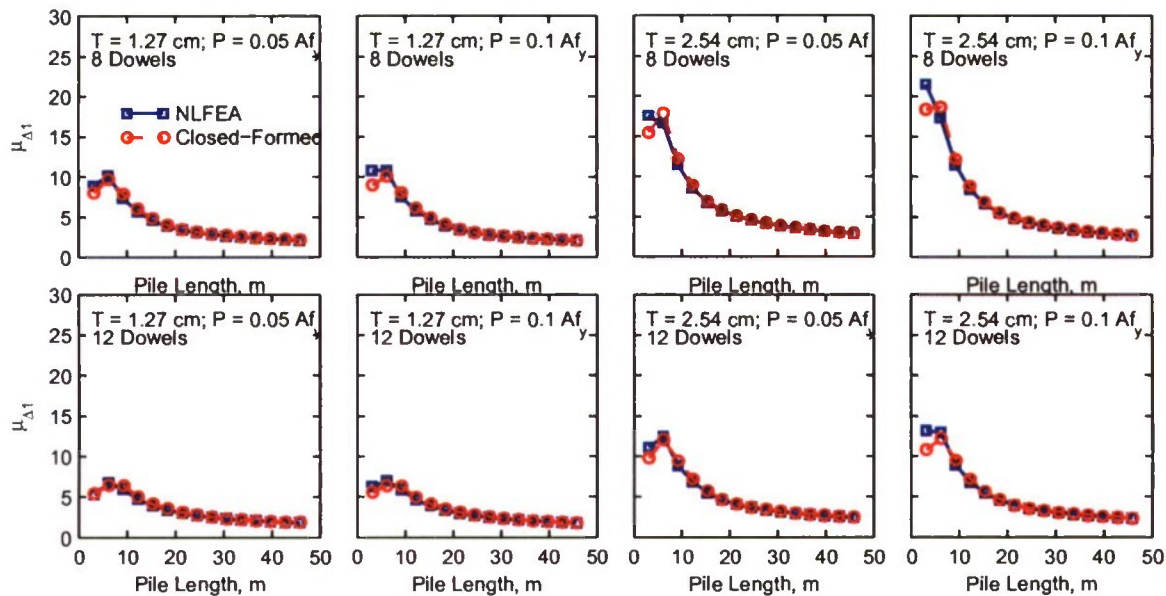 30
25
20
15
10
5
0
μΔ1
T = 1.27 cm; P = 0.05 Af
8 Dowels
NLFEA
Closed-Formed
Pile Length, m
T = 1.27 cm; P = 0.1 Afy
8 Dowels
Pile Length, m
T = 2.54 cm; P = 0.05 Af
8 Dowels
Pile Length, m
T = 2.54 cm; P = 0.1 Afy
8 Dowels
Pile Length, m
30
25
20
15
10
5
0
μΔ1
T = 1.27 cm; P = 0.05 Af
12 Dowels
0 10 20 30 40 50
Pile Length, m
T = 1.27 cm; P = 0.1 Afy
12 Dowels
0 10 20 30 40 50
Pile Length, m
T = 2.54 cm; P = 0.05 Af
12 Dowels
0 10 20 30 40 50
Pile Length, m
T = 2.54 cm; P = 0.1 Afy
12 Dowels
0 10 20 30 40 50
Pile Length, m